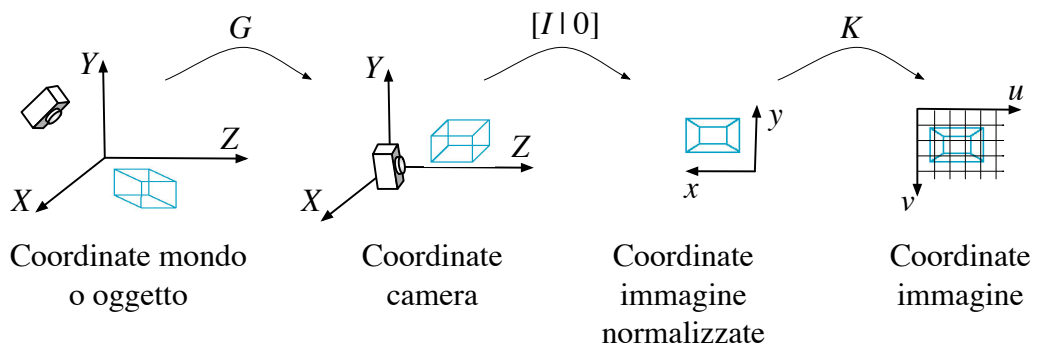 G
[I | 0]
K
Y
Z
X
Y
Z
X
y
x
u
v
Coordinate mondo
o oggetto
Coordinate
camera
Coordinate
immagine
normalizzate
Coordinate
immagine